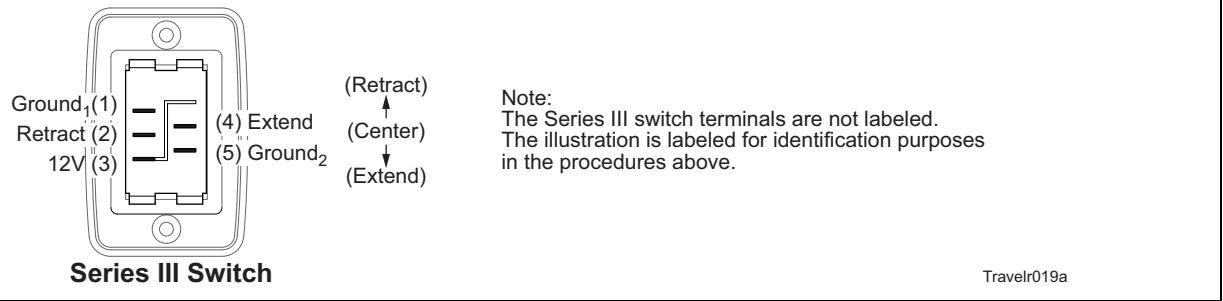 Ground₁(1)
Retract (2)
12V (3)
(4) Extend
(5) Ground₂
(Retract)
(Center)
(Extend)
Note:
The Series III switch terminals are not labeled.
The illustration is labeled for identification purposes
in the procedures above.
Series III Switch
Travelr019a